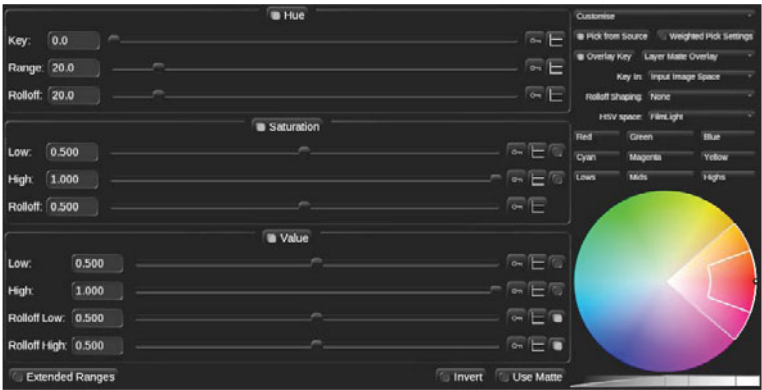 Hue
Key: 0.0
Range: 20.0
Rolloff: 20.0
Saturation
Low: 0.500
High: 1.000
Rolloff: 0.500
Value
Low: 0.500
High: 1.000
Rolloff Low: 0.500
Rolloff High: 0.500
Extended Ranges
Invert
Use Matte
Customise
Pick from Source Weighted Pick Settings
Overlay Key Layer Matte Overlay
Key In: Input Image Space
Rolloff Shaping: None
HSV space: FilmLight
Red Green Blue
Cyan Magenta Yellow
Lows Mids Highs